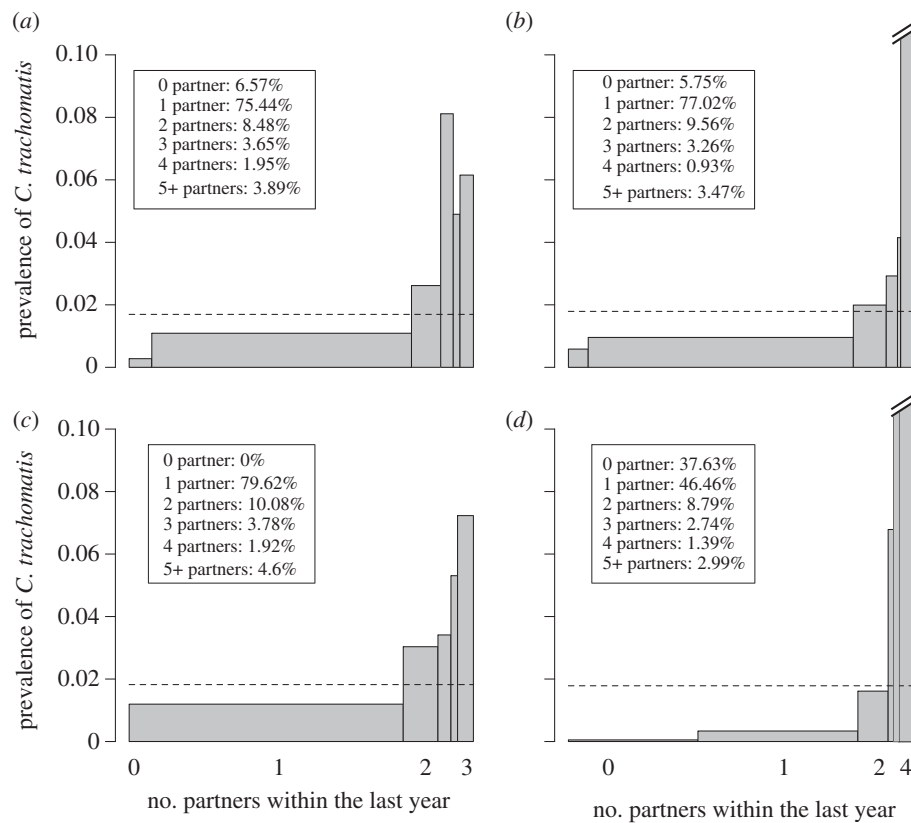 (a)
prevalence of C. trachomatis
0.10
0.08
0.06
0.04
0.02
0
0 partner: 6.57%
1 partner: 75.44%
2 partners: 8.48%
3 partners: 3.65%
4 partners: 1.95%
5+ partners: 3.89%
(b)
0 partner: 5.75%
1 partner: 77.02%
2 partners: 9.56%
3 partners: 3.26%
4 partners: 0.93%
5+ partners: 3.47%
(c)
prevalence of C. trachomatis
0.10
0.08
0.06
0.04
0.02
0
0 partner: 0%
1 partner: 79.62%
2 partners: 10.08%
3 partners: 3.78%
4 partners: 1.92%
5+ partners: 4.6%
0 1 2 3
no. partners within the last year
(d)
0 partner: 37.63%
1 partner: 46.46%
2 partners: 8.79%
3 partners: 2.74%
4 partners: 1.39%
5+ partners: 2.99%
0 1 2 4
no. partners within the last year